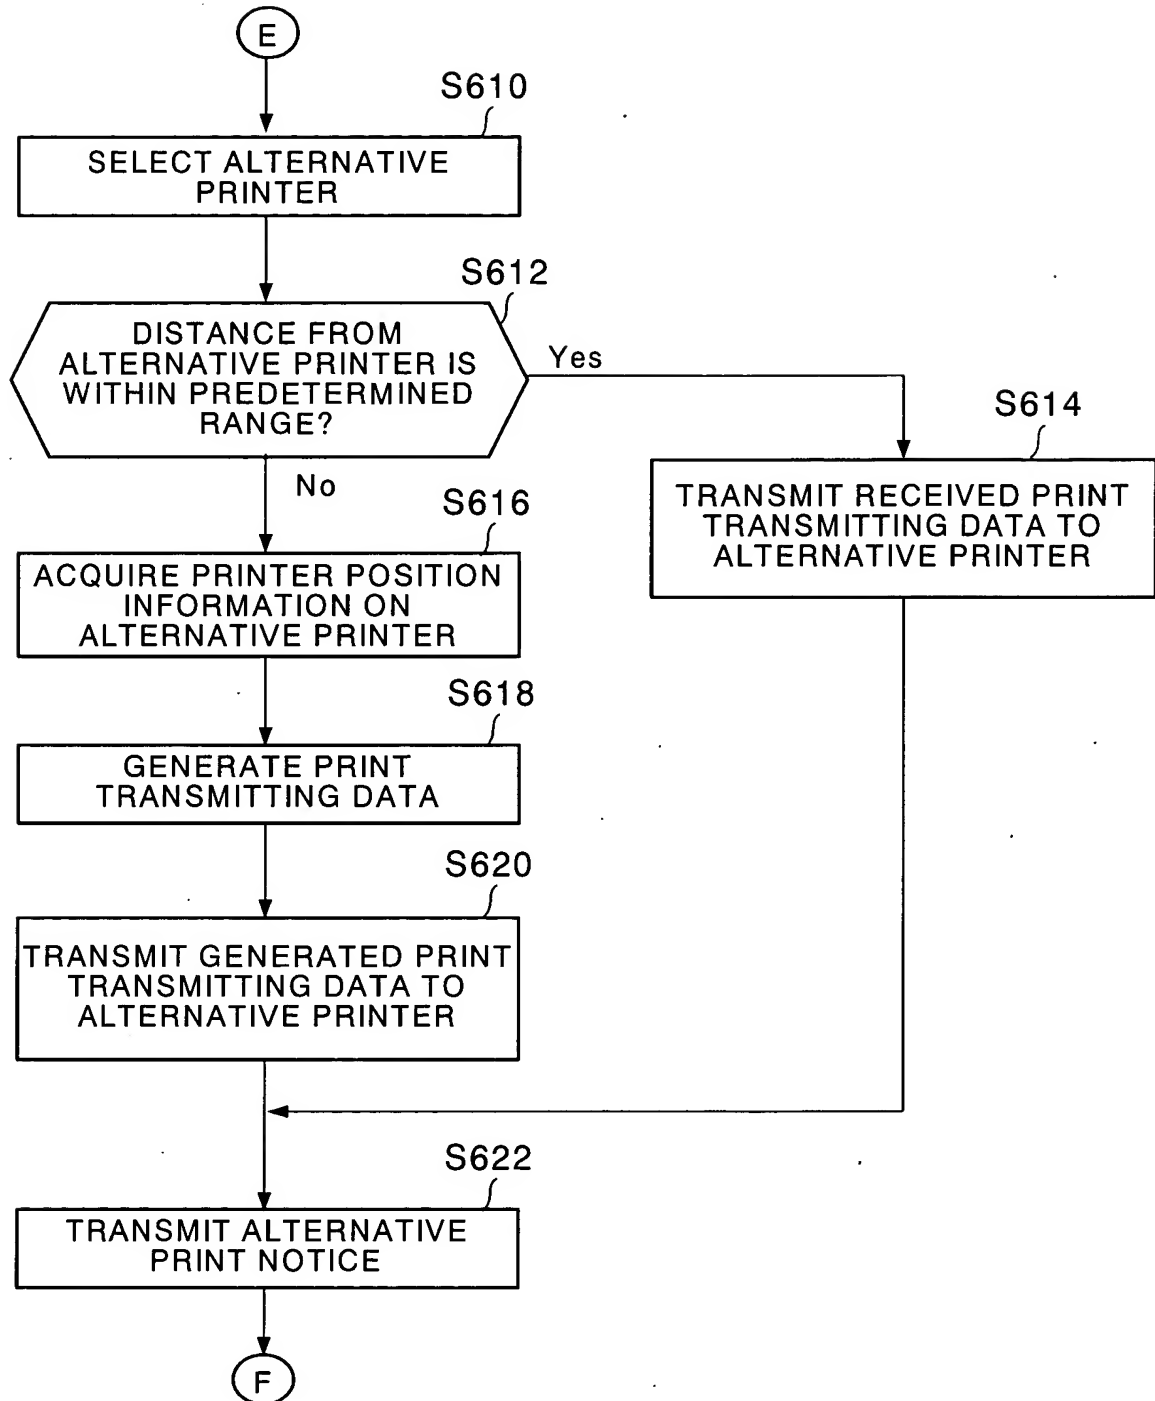 E
S610
SELECT ALTERNATIVE
PRINTER
S612
DISTANCE FROM
ALTERNATIVE PRINTER IS
WITHIN PREDETERMINED
RANGE?
Yes
No
S614
TRANSMIT RECEIVED PRINT
TRANSMITTING DATA TO
ALTERNATIVE PRINTER
S616
ACQUIRE PRINTER POSITION
INFORMATION ON
ALTERNATIVE PRINTER
S618
GENERATE PRINT
TRANSMITTING DATA
S620
TRANSMIT GENERATED PRINT
TRANSMITTING DATA TO
ALTERNATIVE PRINTER
S622
TRANSMIT ALTERNATIVE
PRINT NOTICE
F